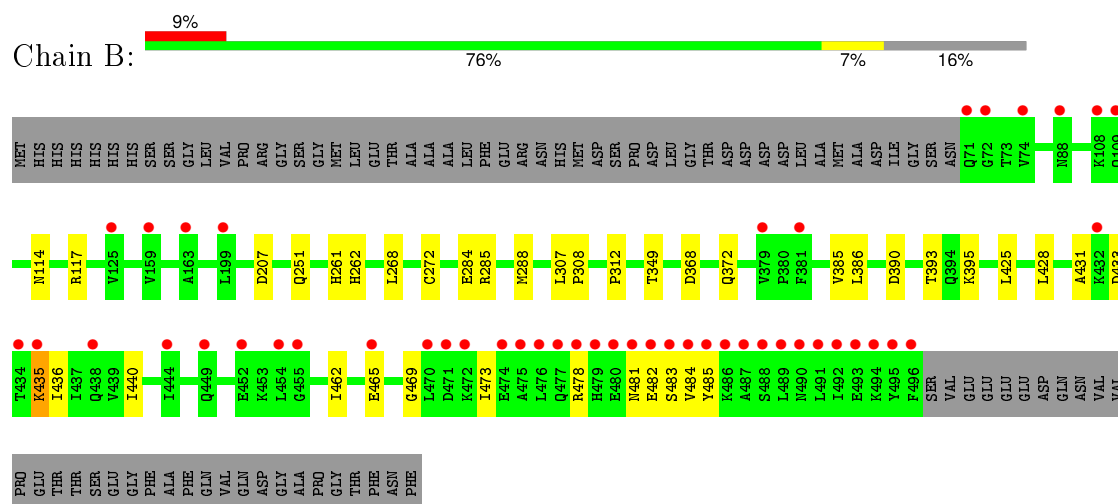 9%
Chain B:
76% 7% 16%
MET HIS HIS HIS HIS HIS HIS SER SER GLY LEU VAL PRO ARG GLY SER GLY MET LEU GLU THR ALA ALA ALA LEU PHE GLU ARG ASN HIS MET ASP SER PRO ASP LEU GLY THR ASP ASP ASP ASP LEU ALA MET ALA ASP ILE GLY SER ASN Q71 G72 T73 V74 N88 K108 Q109
N114 R117 V125 V159 A163 L199 D207 Q251 H261 H262 L268 C272 E284 R285 M288 L307 P308 P312 T349 D368 Q372 V379 P380 F381 V385 L386 D390 T393 Q394 K395 L425 L428 A431 K432 D433
T434 K435 I436 I437 Q438 V439 I440 I444 Q449 E452 K453 L454 G455 I462 E465 G469 L470 D471 K472 I473 E474 A475 L476 Q477 R478 H479 E480 N481 E482 S483 V484 Y485 K486 A487 S488 L489 N490 L491 I492 E493 K494 Y495 F496 SER VAL GLU GLU GLU GLU ASP GLN ASN VAL VAL
PRO GLU THR THR SER GLU GLY PHE ALA PHE GLN VAL GLN ASP GLY ALA PRO GLY THR PHE ASN PHE